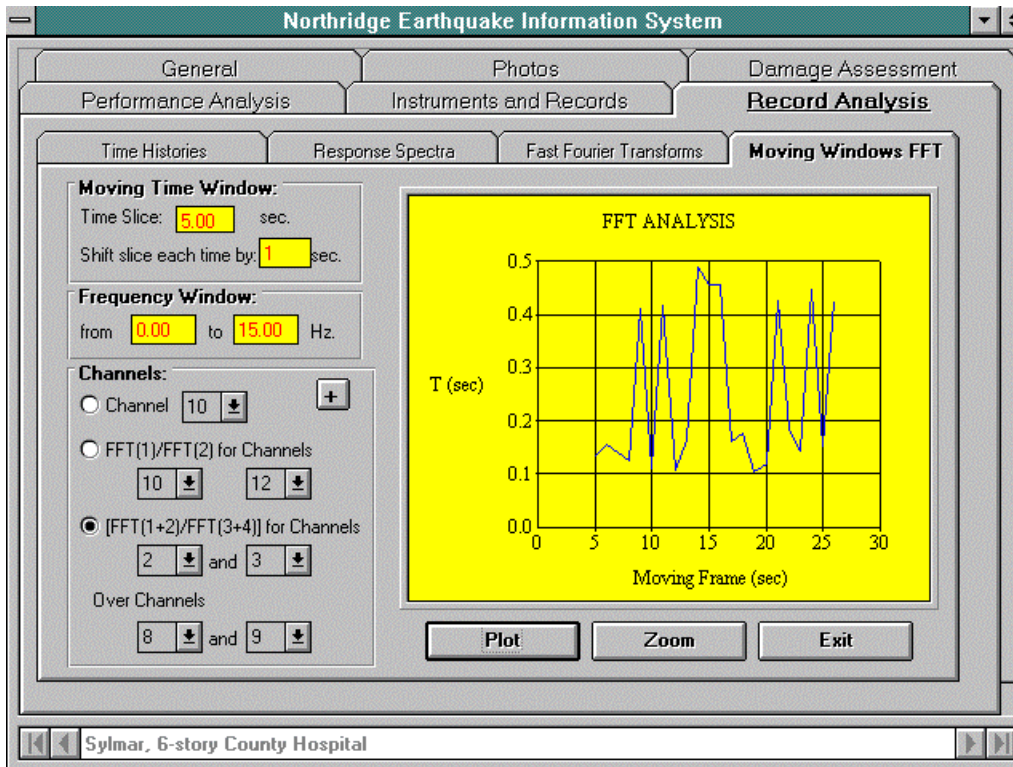 Northridge Earthquake Information System
General Photos Damage Assessment
Performance Analysis Instruments and Records Record Analysis
Time Histories Response Spectra Fast Fourier Transforms Moving Windows FFT
Moving Time Window:
Time Slice: 5.00 sec.
Shift slice each time by: 1 sec.
Frequency Window:
from 0.00 to 15.00 Hz.
Channels:
Channel 10 +
FFT(1)/FFT(2) for Channels
10 12
[FFT(1+2)/FFT(3+4)] for Channels
2 and 3
Over Channels
8 and 9
FFT ANALYSIS
0.5
0.4
0.3
T (sec)
0.2
0.1
0.0
0 5 10 15 20 25 30
Moving Frame (sec)
Plot Zoom Exit
Sylmar, 6-story County Hospital